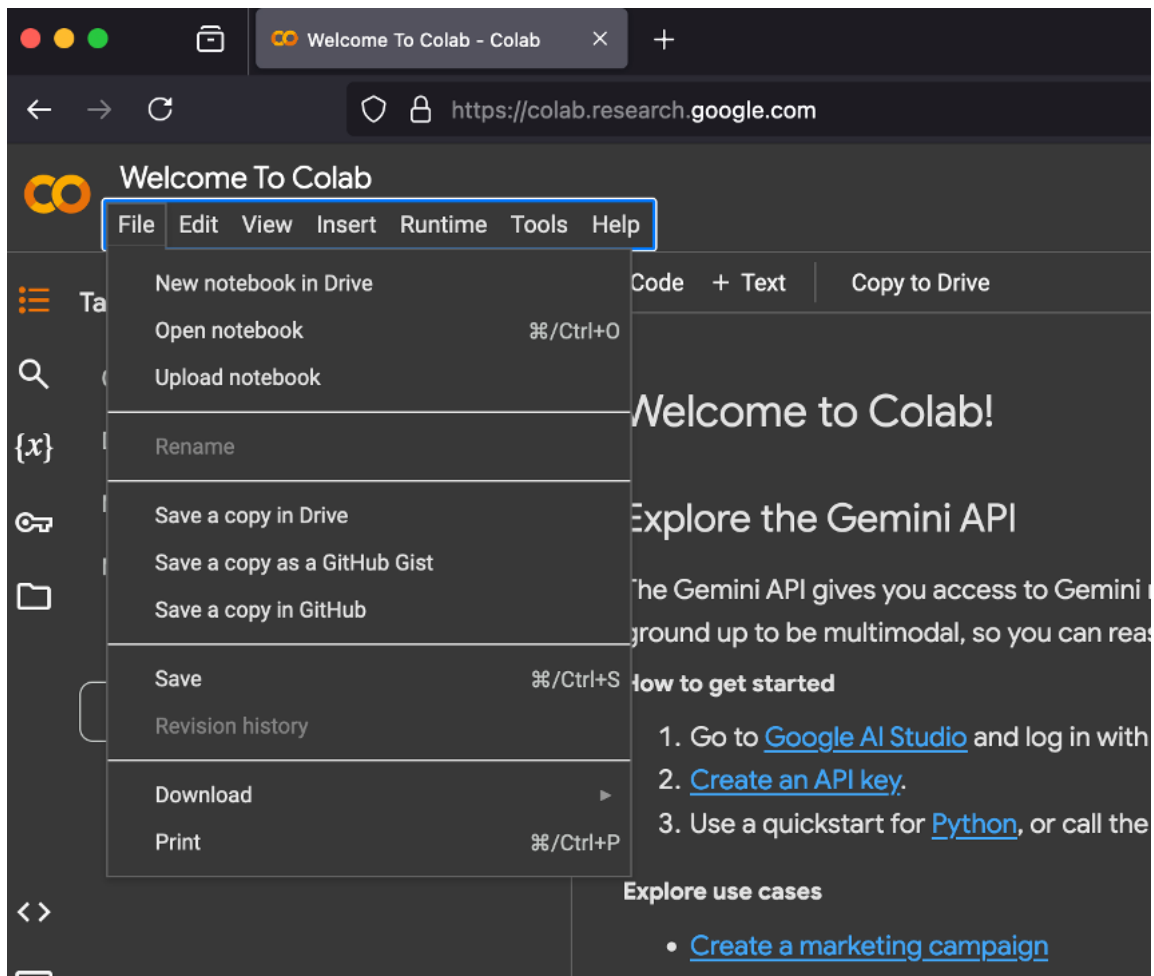 Welcome To Colab - Colab
https://colab.research.google.com
Welcome To Colab
File Edit View Insert Runtime Tools Help
Code + Text Copy to Drive
New notebook in Drive
Open notebook ⌘/Ctrl+O
Upload notebook
Rename
Save a copy in Drive
Save a copy as a GitHub Gist
Save a copy in GitHub
Save ⌘/Ctrl+S
Revision history
Download
Print ⌘/Ctrl+P
{x}
Welcome to Colab!
Explore the Gemini API
The Gemini API gives you access to Gemini
ground up to be multimodal, so you can
How to get started
1. Go to Google AI Studio and log in with
2. Create an API key.
3. Use a quickstart for Python, or call the
Explore use cases
• Create a marketing campaign